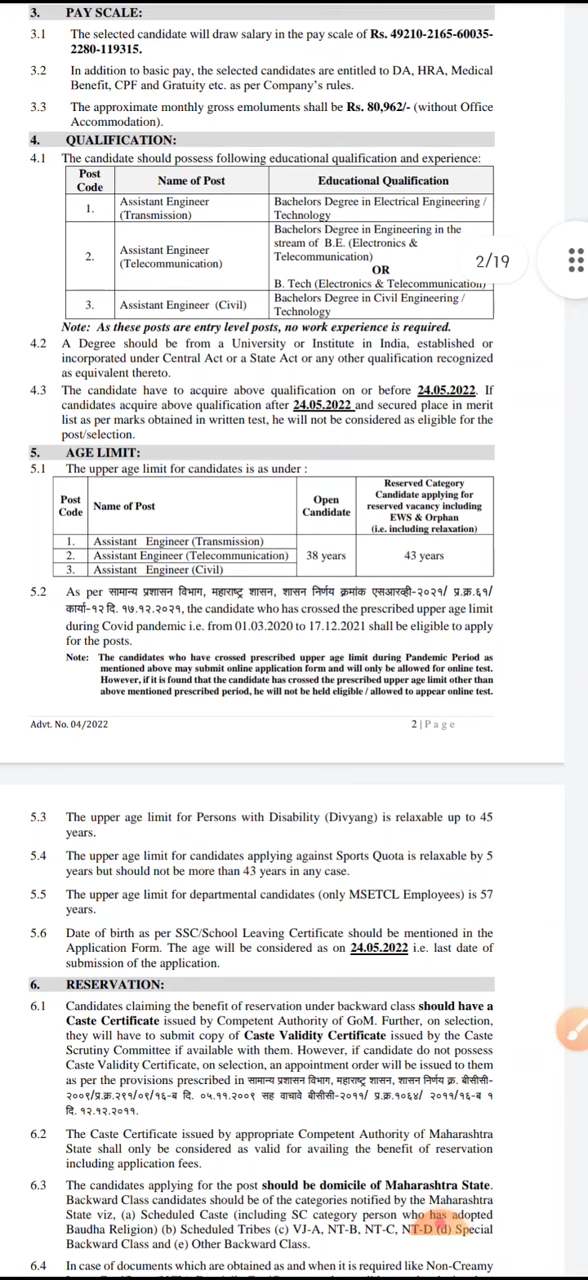 3. PAY SCALE:
3.1 The selected candidate will draw salary in the pay scale of Rs. 49210-2165-60035-
2280-119315.
3.2 In addition to basic pay, the selected candidates are entitled to DA, HRA, Medical
Benefit, CPF and Gratuity etc. as per Company's rules.
3.3 The approximate monthly gross emoluments shall be Rs. 80,962/- (without Office
Accommodation).
4. QUALIFICATION:
4.1 The candidate should possess following educational qualification and experience:
Post Code Name of Post Educational Qualification
1. Assistant Engineer (Transmission) Bachelors Degree in Electrical Engineering / Technology
2. Assistant Engineer (Telecommunication) Bachelors Degree in Engineering in the
stream of B.E. (Electronics &
Telecommunication)
OR
B. Tech (Electronics & Telecommunication)
3. Assistant Engineer (Civil) Bachelors Degree in Civil Engineering / Technology
2/19
Note: As these posts are entry level posts, no work experience is required.
4.2 A Degree should be from a University or Institute in India, established or
incorporated under Central Act or a State Act or any other qualification recognized
as equivalent thereto.
4.3 The candidate have to acquire above qualification on or before 24.05.2022. If
candidates acquire above qualification after 24.05.2022 and secured place in merit
list as per marks obtained in written test, he will not be considered as eligible for the
post/selection.
5. AGE LIMIT:
5.1 The upper age limit for candidates is as under :
Post Code Name of Post Open Candidate Reserved Category Candidate applying for reserved vacancy including EWS & Orphan (i.e. including relaxation)
1. Assistant Engineer (Transmission)
2. Assistant Engineer (Telecommunication) 38 years 43 years
3. Assistant Engineer (Civil)
5.2 As per सामान्य प्रशासन विभाग, महाराष्ट्र शासन, शासन निर्णय क्रमांक एसआरव्ही-२०२१/ प्र.क्र.६१/
कार्या-१२ दि. १७.१२.२०२१, the candidate who has crossed the prescribed upper age limit
during Covid pandemic i.e. from 01.03.2020 to 17.12.2021 shall be eligible to apply
for the posts.
Note: The candidates who have crossed prescribed upper age limit during Pandemic Period as
mentioned above may submit online application form and will only be allowed for online test.
However, if it is found that the candidate has crossed the prescribed upper age limit other than
above mentioned prescribed period, he will not be held eligible / allowed to appear online test.
Advt. No. 04/2022 2|Page
5.3 The upper age limit for Persons with Disability (Divyang) is relaxable up to 45
years.
5.4 The upper age limit for candidates applying against Sports Quota is relaxable by 5
years but should not be more than 43 years in any case.
5.5 The upper age limit for departmental candidates (only MSETCL Employees) is 57
years.
5.6 Date of birth as per SSC/School Leaving Certificate should be mentioned in the
Application Form. The age will be considered as on 24.05.2022 i.e. last date of
submission of the application.
6. RESERVATION:
6.1 Candidates claiming the benefit of reservation under backward class should have a
Caste Certificate issued by Competent Authority of GoM. Further, on selection,
they will have to submit copy of Caste Validity Certificate issued by the Caste
Scrutiny Committee if available with them. However, if candidate do not possess
Caste Validity Certificate, on selection, an appointment order will be issued to them
as per the provisions prescribed in सामान्य प्रशासन विभाग, महाराष्ट्र शासन, शासन निर्णय क्र. बीसीसी-
२००९/प्र.क्र.२९१/०९/१६-ब दि. ०५.११.२००९ सह वाचावे बीसीसी-२०११/ प्र.क्र.१०६४/ २०११/१६-ब १
दि. १२.१२.२०११.
6.2 The Caste Certificate issued by appropriate Competent Authority of Maharashtra
State shall only be considered as valid for availing the benefit of reservation
including application fees.
6.3 The candidates applying for the post should be domicile of Maharashtra State.
Backward Class candidates should be of the categories notified by the Maharashtra
State viz, (a) Scheduled Caste (including SC category person who has adopted
Baudha Religion) (b) Scheduled Tribes (c) VJ-A, NT-B, NT-C, NT-D (d) Special
Backward Class and (e) Other Backward Class.
6.4 In case of documents which are obtained as and when it is required like Non-Creamy